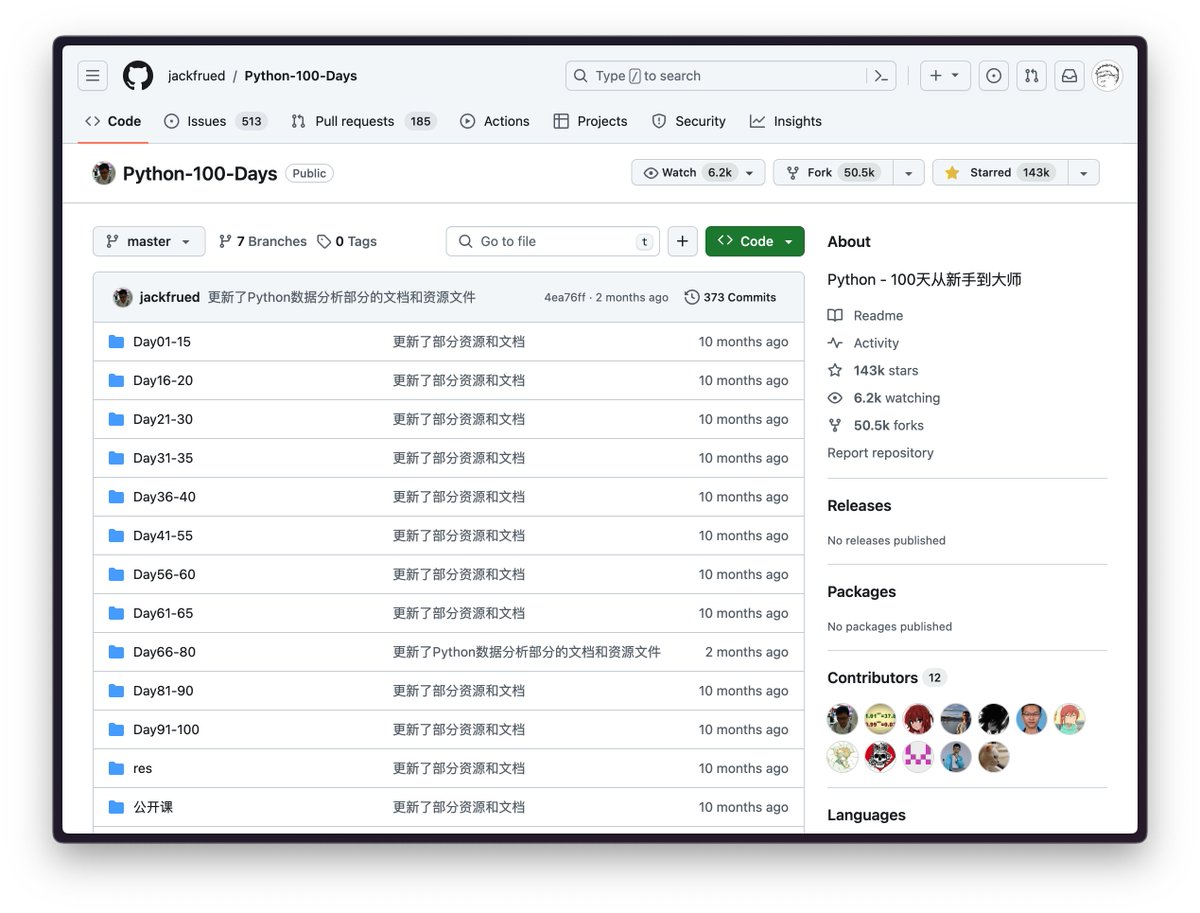 jackfrued / Python-100-Days
Type / to search
Code
Issues 513
Pull requests 185
Actions
Projects
Security
Insights
Python-100-Days Public
Watch 6.2k
Fork 50.5k
Starred 143k
master
7 Branches
0 Tags
Go to file t
Code
jackfrued 更新了Python数据分析部分的文档和资源文件 4ea76ff · 2 months ago 373 Commits
Day01-15 更新了部分资源和文档 10 months ago
Day16-20 更新了部分资源和文档 10 months ago
Day21-30 更新了部分资源和文档 10 months ago
Day31-35 更新了部分资源和文档 10 months ago
Day36-40 更新了部分资源和文档 10 months ago
Day41-55 更新了部分资源和文档 10 months ago
Day56-60 更新了部分资源和文档 10 months ago
Day61-65 更新了部分资源和文档 10 months ago
Day66-80 更新了Python数据分析部分的文档和资源文件 2 months ago
Day81-90 更新了部分资源和文档 10 months ago
Day91-100 更新了部分资源和文档 10 months ago
res 更新了部分资源和文档 10 months ago
公开课 更新了部分资源和文档 10 months ago
About
Python - 100天从新手到大师
Readme
Activity
143k stars
6.2k watching
50.5k forks
Report repository
Releases
No releases published
Packages
No packages published
Contributors 12
Languages